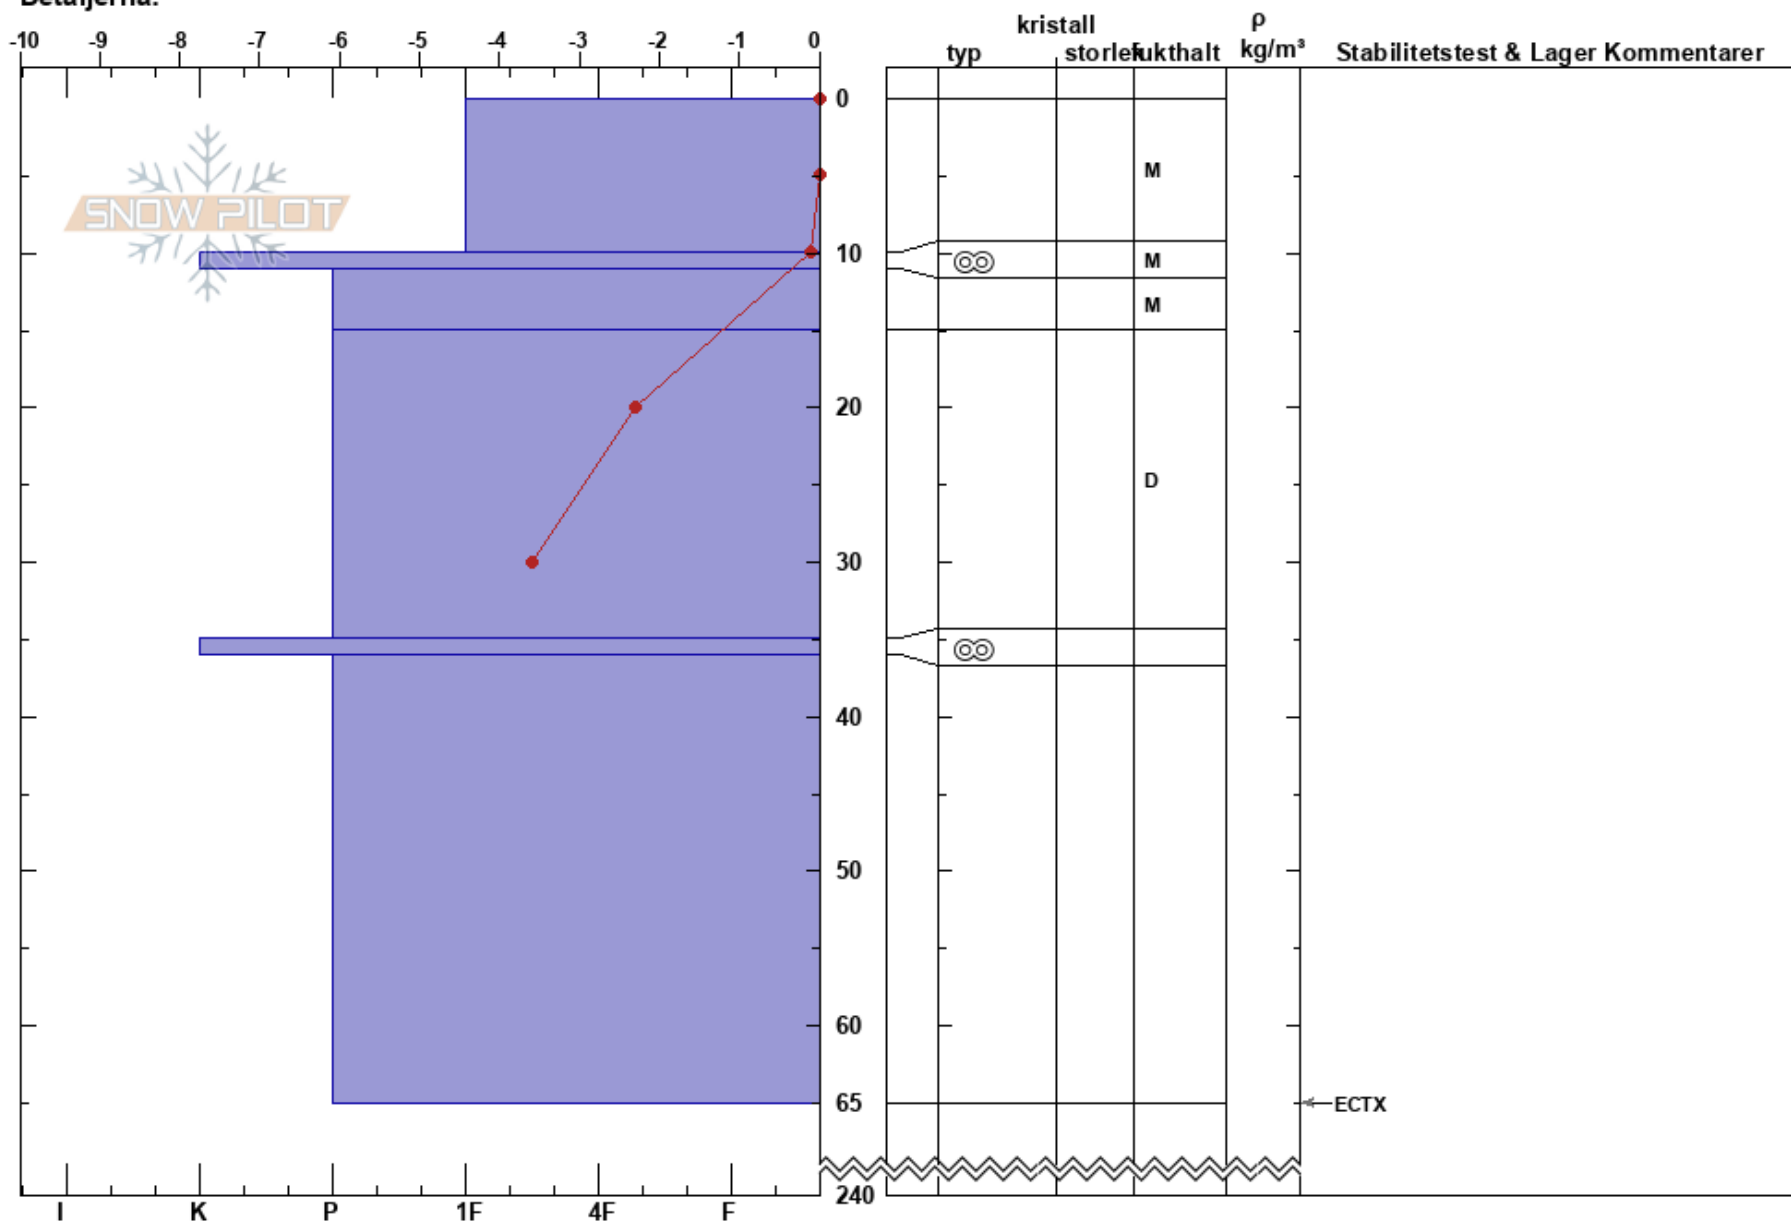 Detaljerna:
-10 -9 -8 -7 -6 -5 -4 -3 -2 -1 0
kristall
typ storlek fukthalt
ρ
kg/m³
Stabilitetstest & Lager Kommentarer
SNOW PILOT
0
M
10
M
M
20
D
30
40
50
60
65
ECTX
240
I K P 1F 4F F